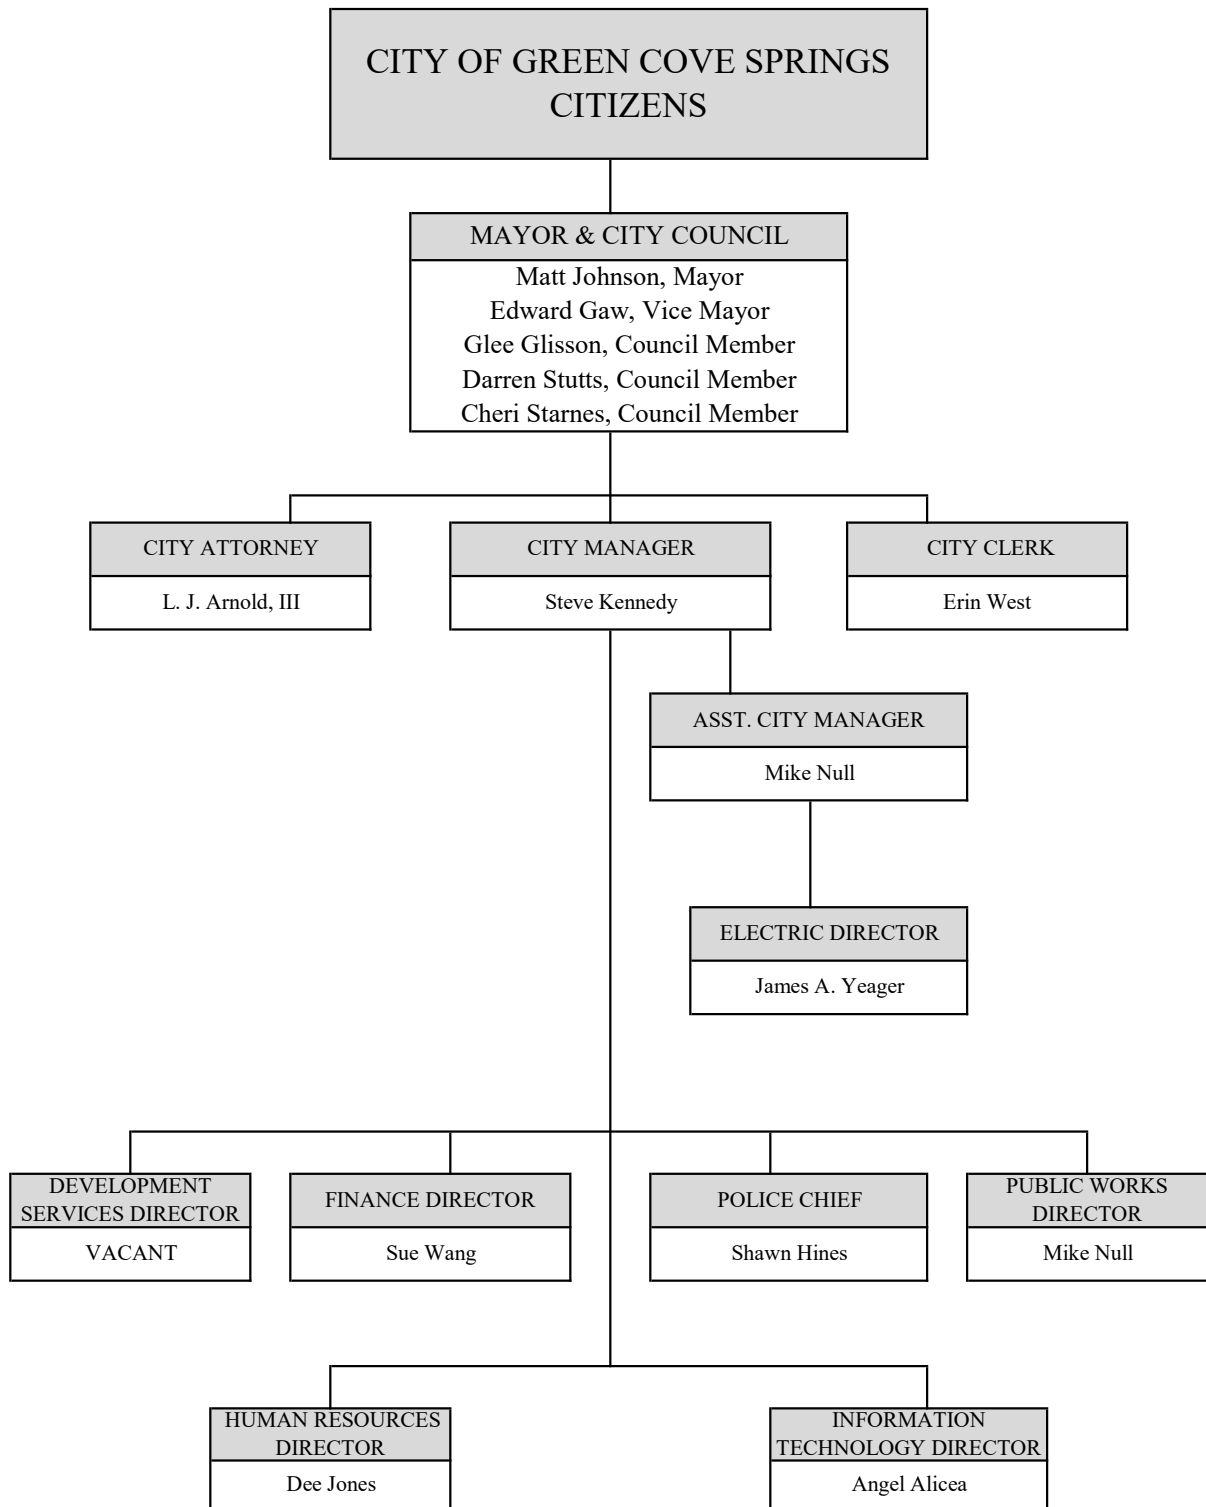 CITY OF GREEN COVE SPRINGS
CITIZENS
MAYOR & CITY COUNCIL
Matt Johnson, Mayor
Edward Gaw, Vice Mayor
Glee Glisson, Council Member
Darren Stutts, Council Member
Cheri Starnes, Council Member
CITY ATTORNEY
L. J. Arnold, III
CITY MANAGER
Steve Kennedy
CITY CLERK
Erin West
ASST. CITY MANAGER
Mike Null
ELECTRIC DIRECTOR
James A. Yeager
DEVELOPMENT
SERVICES DIRECTOR
VACANT
FINANCE DIRECTOR
Sue Wang
POLICE CHIEF
Shawn Hines
PUBLIC WORKS
DIRECTOR
Mike Null
HUMAN RESOURCES
DIRECTOR
Dee Jones
INFORMATION
TECHNOLOGY DIRECTOR
Angel Alicea